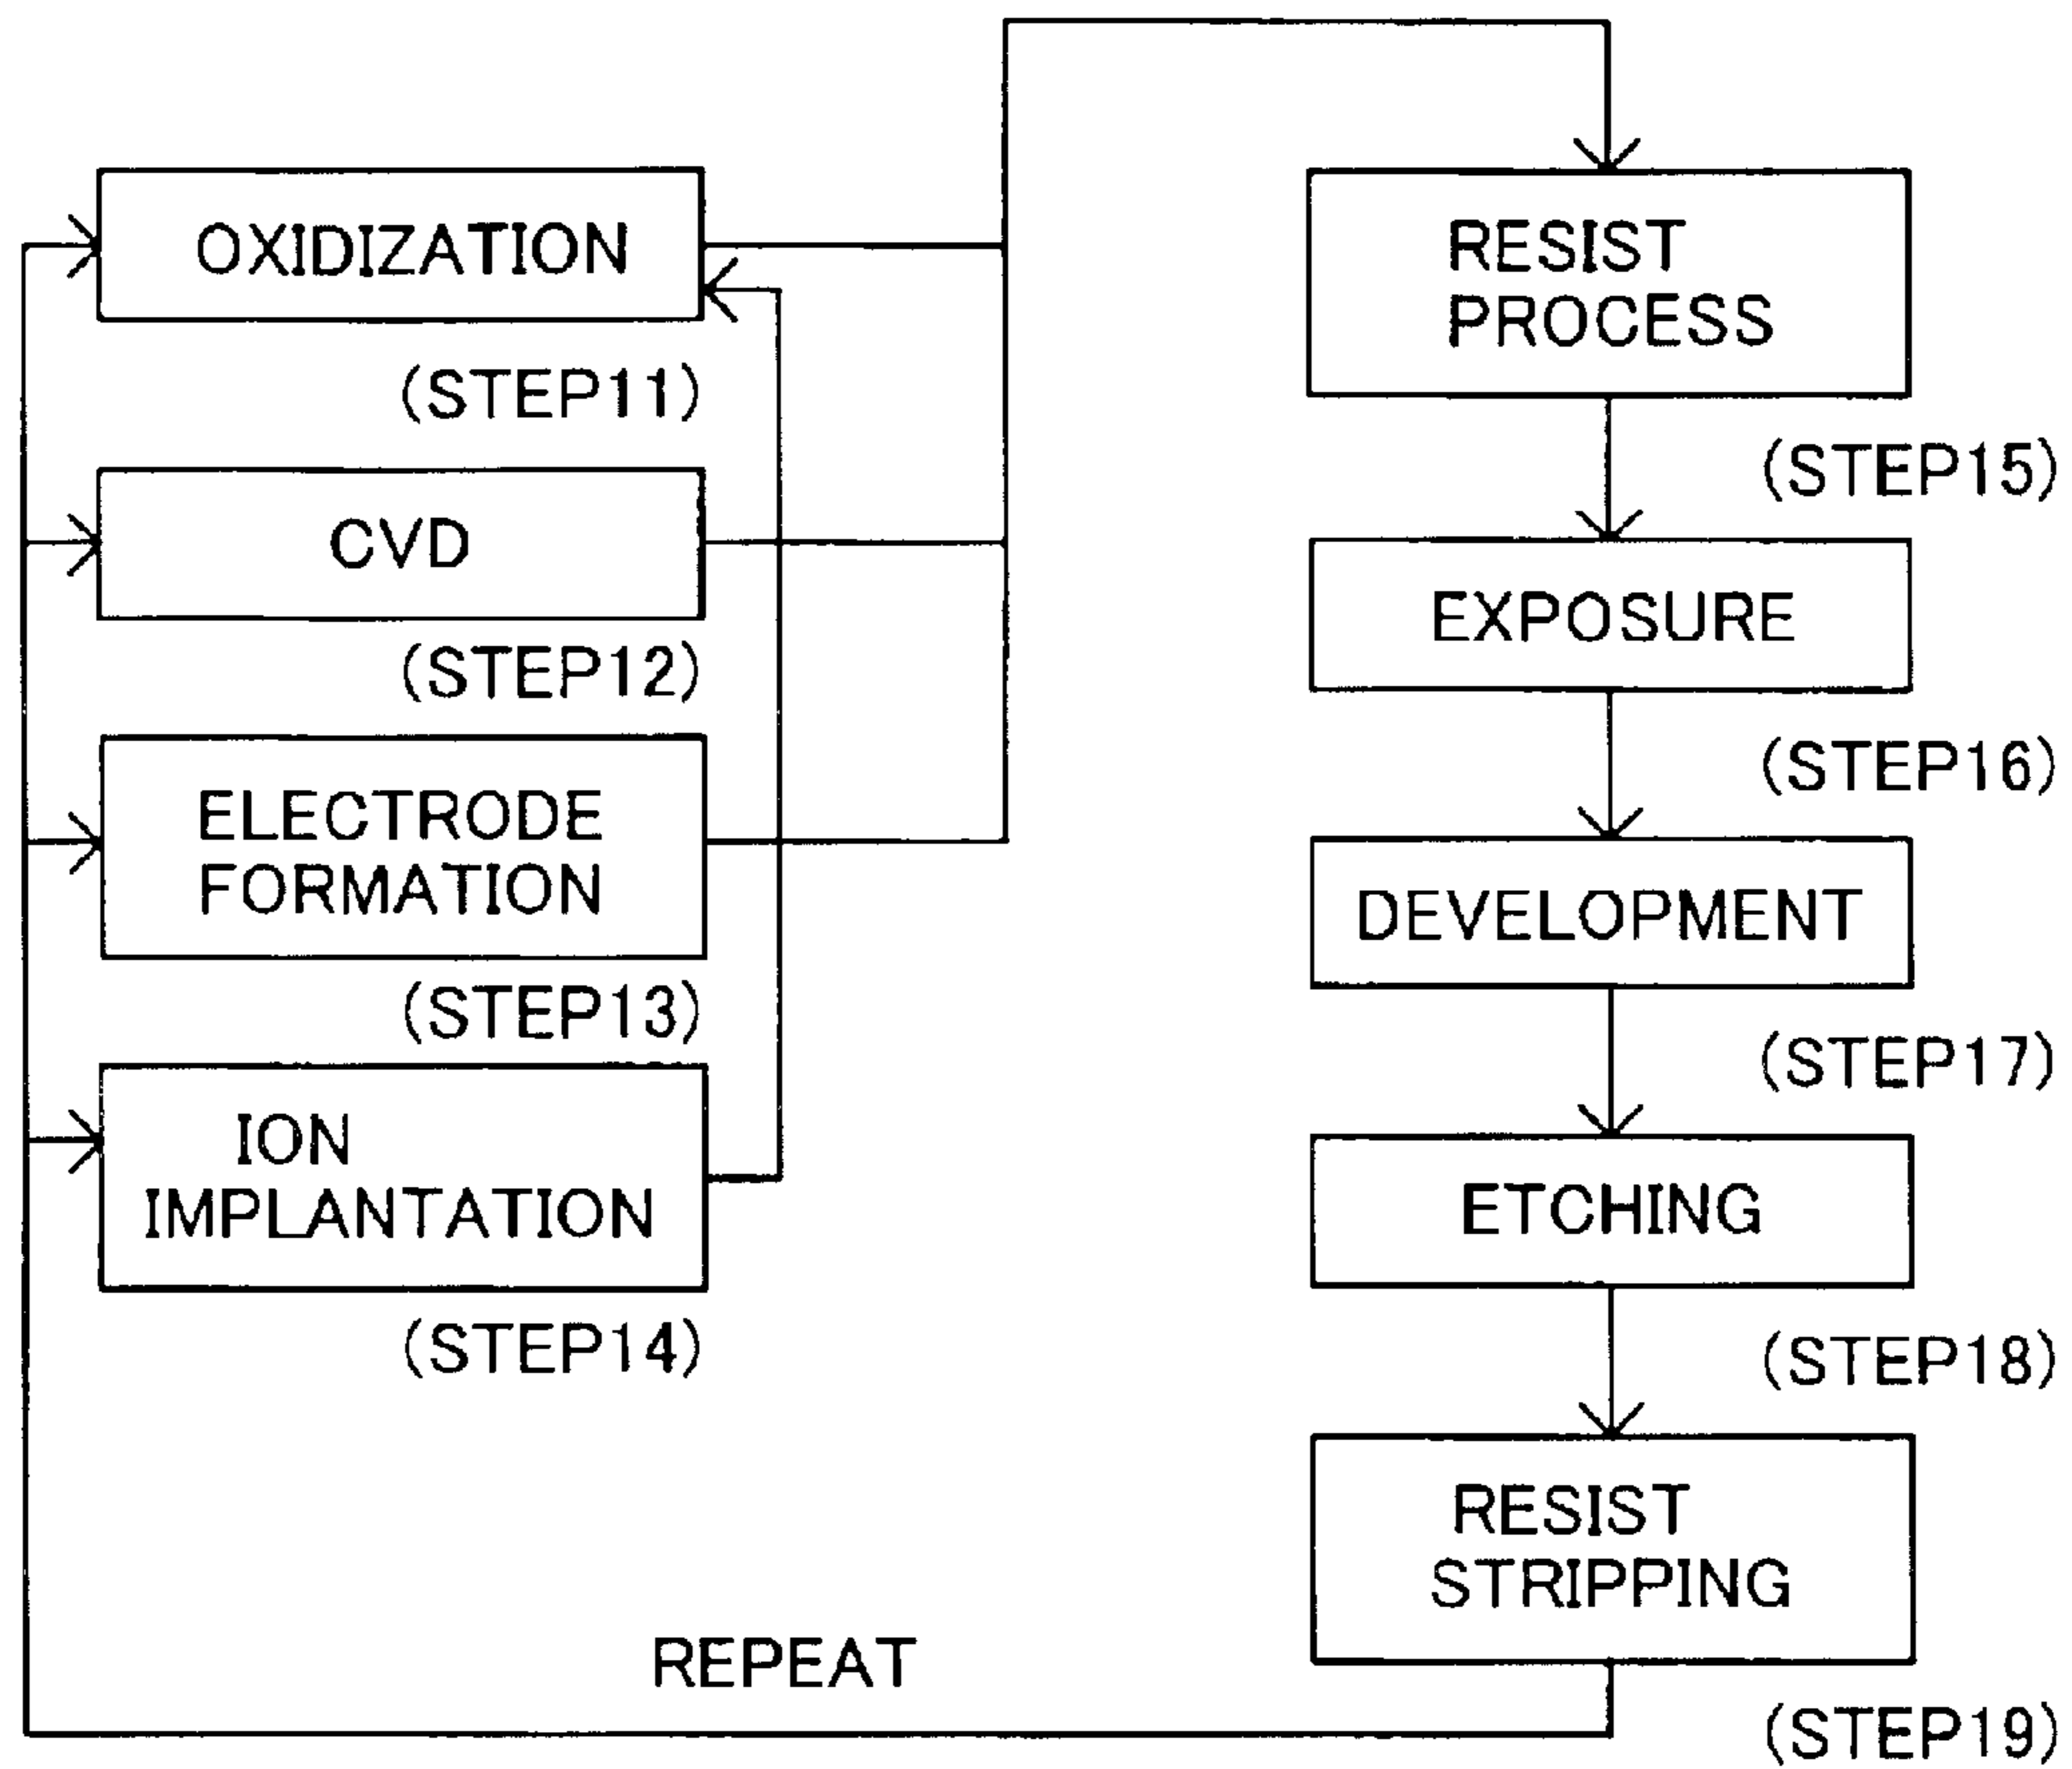 OXIDIZATION
(STEP11)
CVD
(STEP12)
ELECTRODE
FORMATION
(STEP13)
ION
IMPLANTATION
(STEP14)
RESIST
PROCESS
(STEP15)
EXPOSURE
(STEP16)
DEVELOPMENT
(STEP17)
ETCHING
(STEP18)
RESIST
STRIPPING
(STEP19)
REPEAT